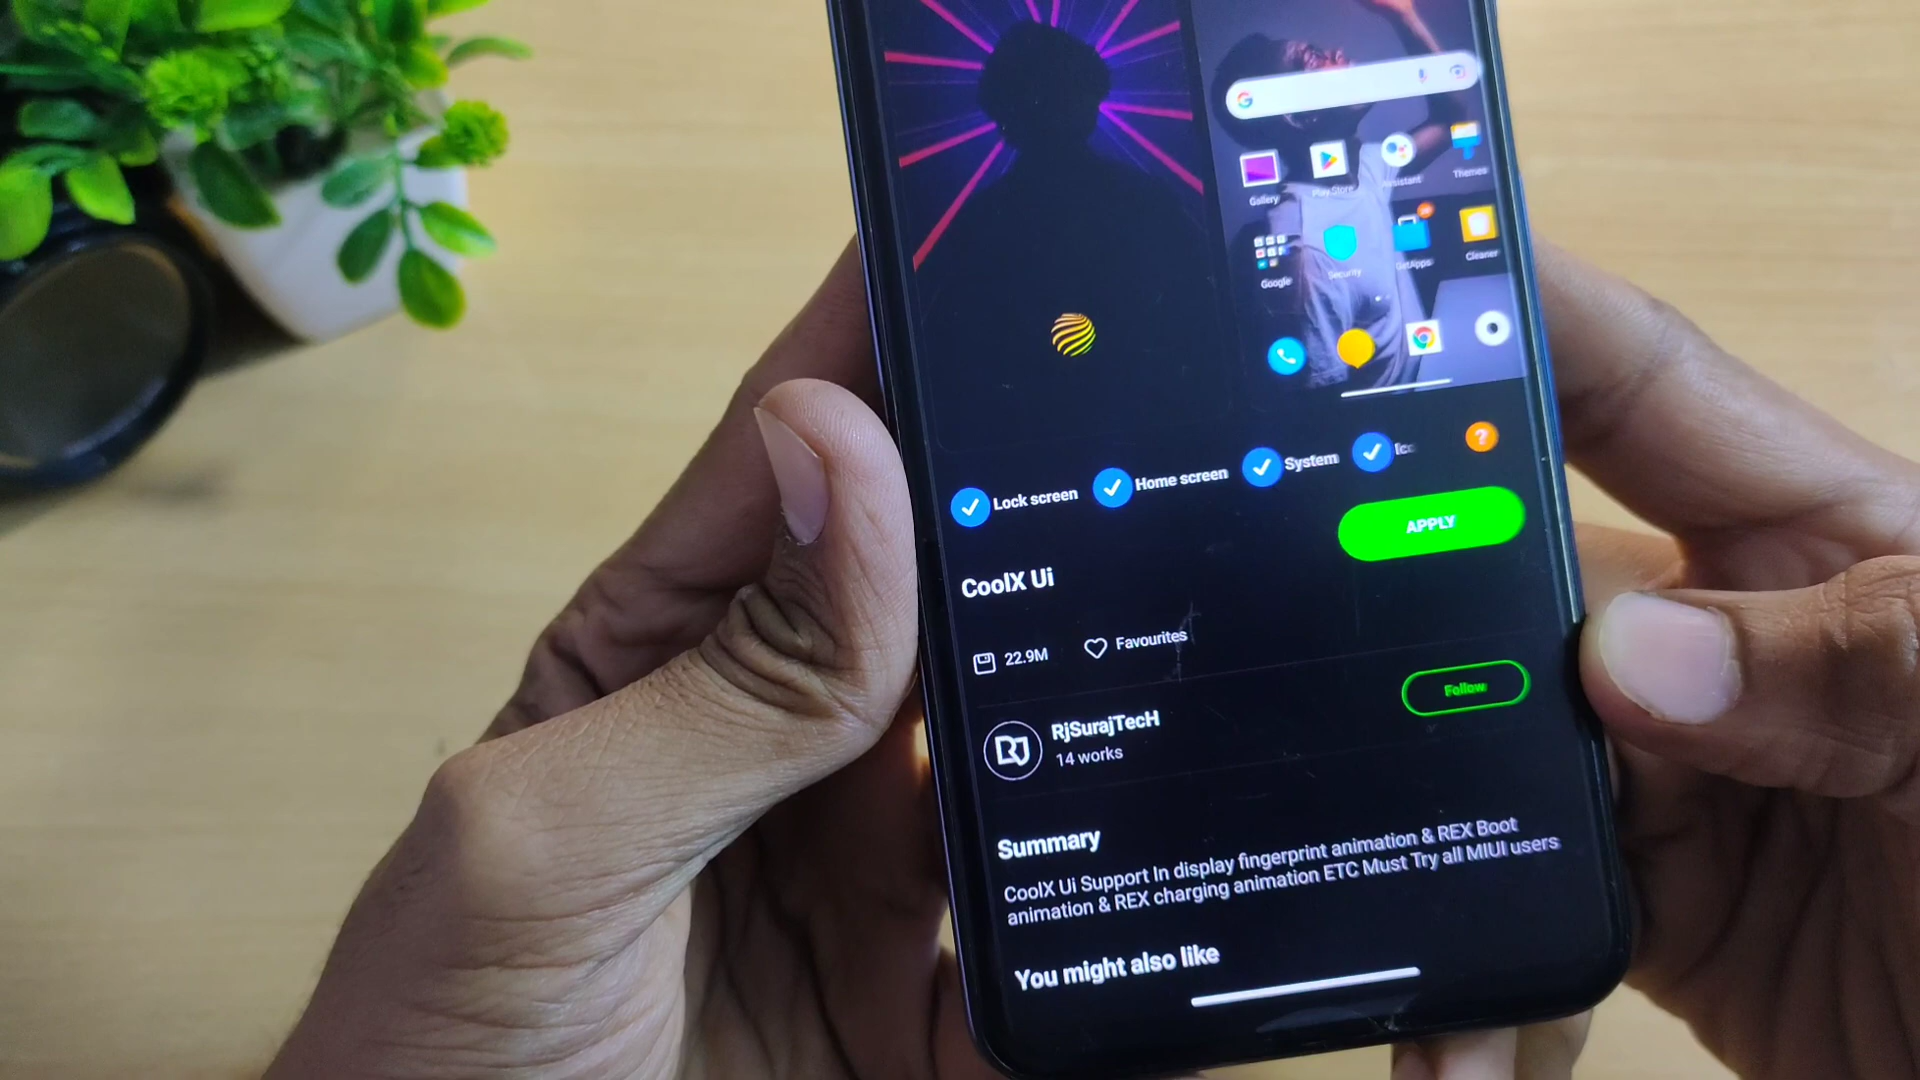 Gallery
Play Store
Assistant
Themes
Google
Security
GetApps
Cleaner
Lock screen
Home screen
System
Ico
APPLY
CoolX Ui
22.9M
Favourites
RJ
RjSurajTecH
14 works
Follow
Summary
CoolX Ui Support In display fingerprint animation & REX Boot
animation & REX charging animation ETC Must Try all MIUI users
You might also like